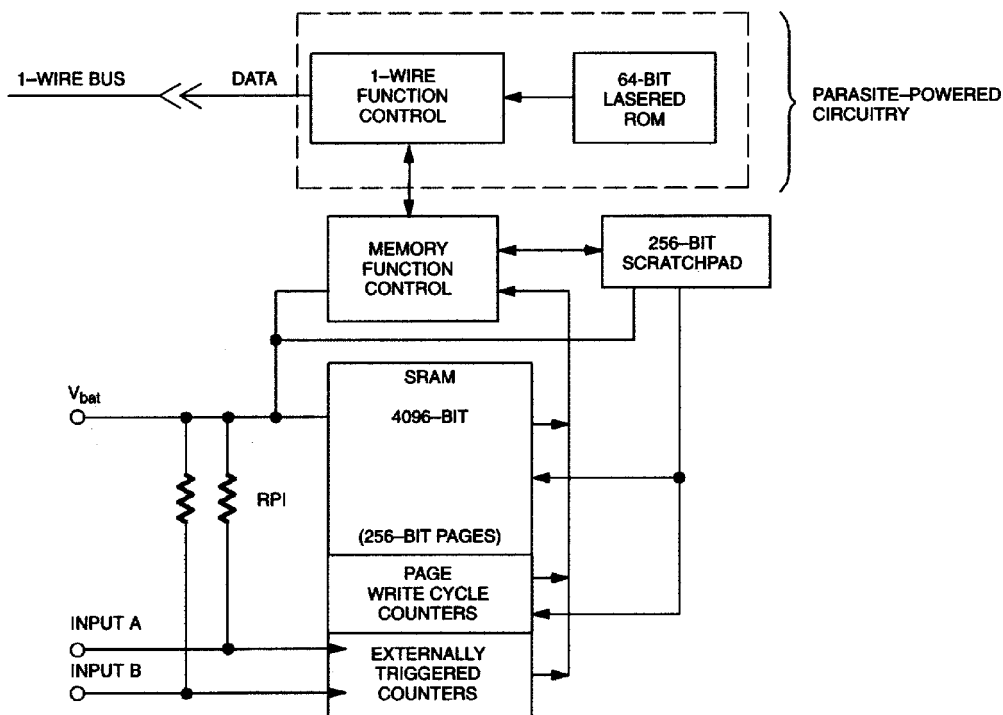 1–WIRE BUS
DATA
1–WIRE
FUNCTION
CONTROL
64-BIT
LASERED
ROM
PARASITE–POWERED
CIRCUITRY
MEMORY
FUNCTION
CONTROL
256–BIT
SCRATCHPAD
Vbat
SRAM
4096–BIT
RPI
(256–BIT PAGES)
PAGE
WRITE CYCLE
COUNTERS
INPUT A
INPUT B
EXTERNALLY
TRIGGERED
COUNTERS